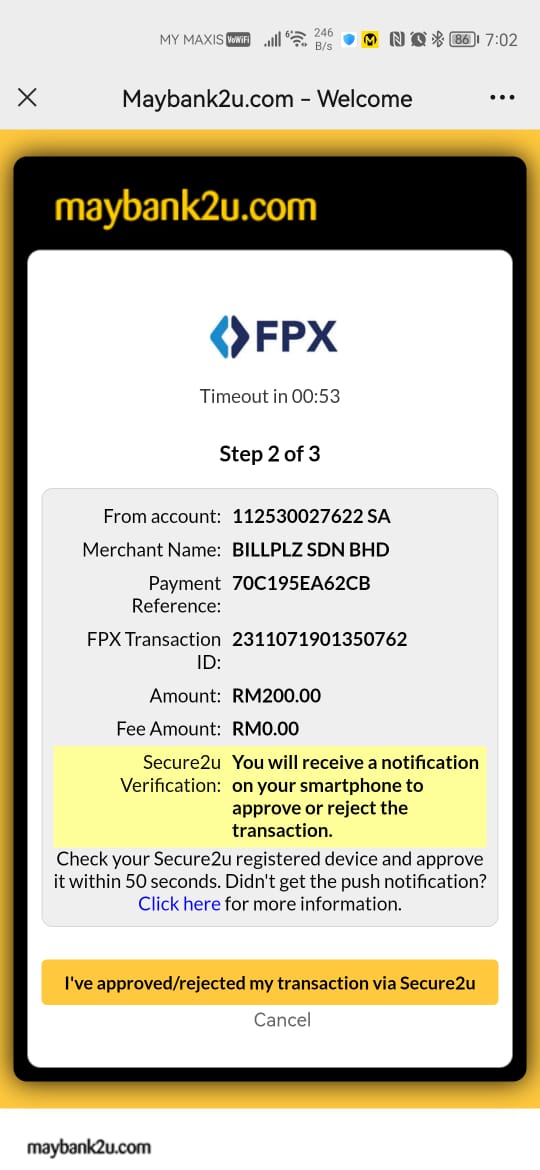 MY MAXIS VoWiFi 6 246 B/s M N 86 7:02
Maybank2u.com - Welcome
maybank2u.com
FPX
Timeout in 00:53
Step 2 of 3
From account: 112530027622 SA
Merchant Name: BILLPLZ SDN BHD
Payment 70C195EA62CB
Reference:
FPX Transaction 2311071901350762
ID:
Amount: RM200.00
Fee Amount: RM0.00
Secure2u You will receive a notification
Verification: on your smartphone to
approve or reject the
transaction.
Check your Secure2u registered device and approve
it within 50 seconds. Didn't get the push notification?
Click here for more information.
I've approved/rejected my transaction via Secure2u
Cancel
maybank2u.com